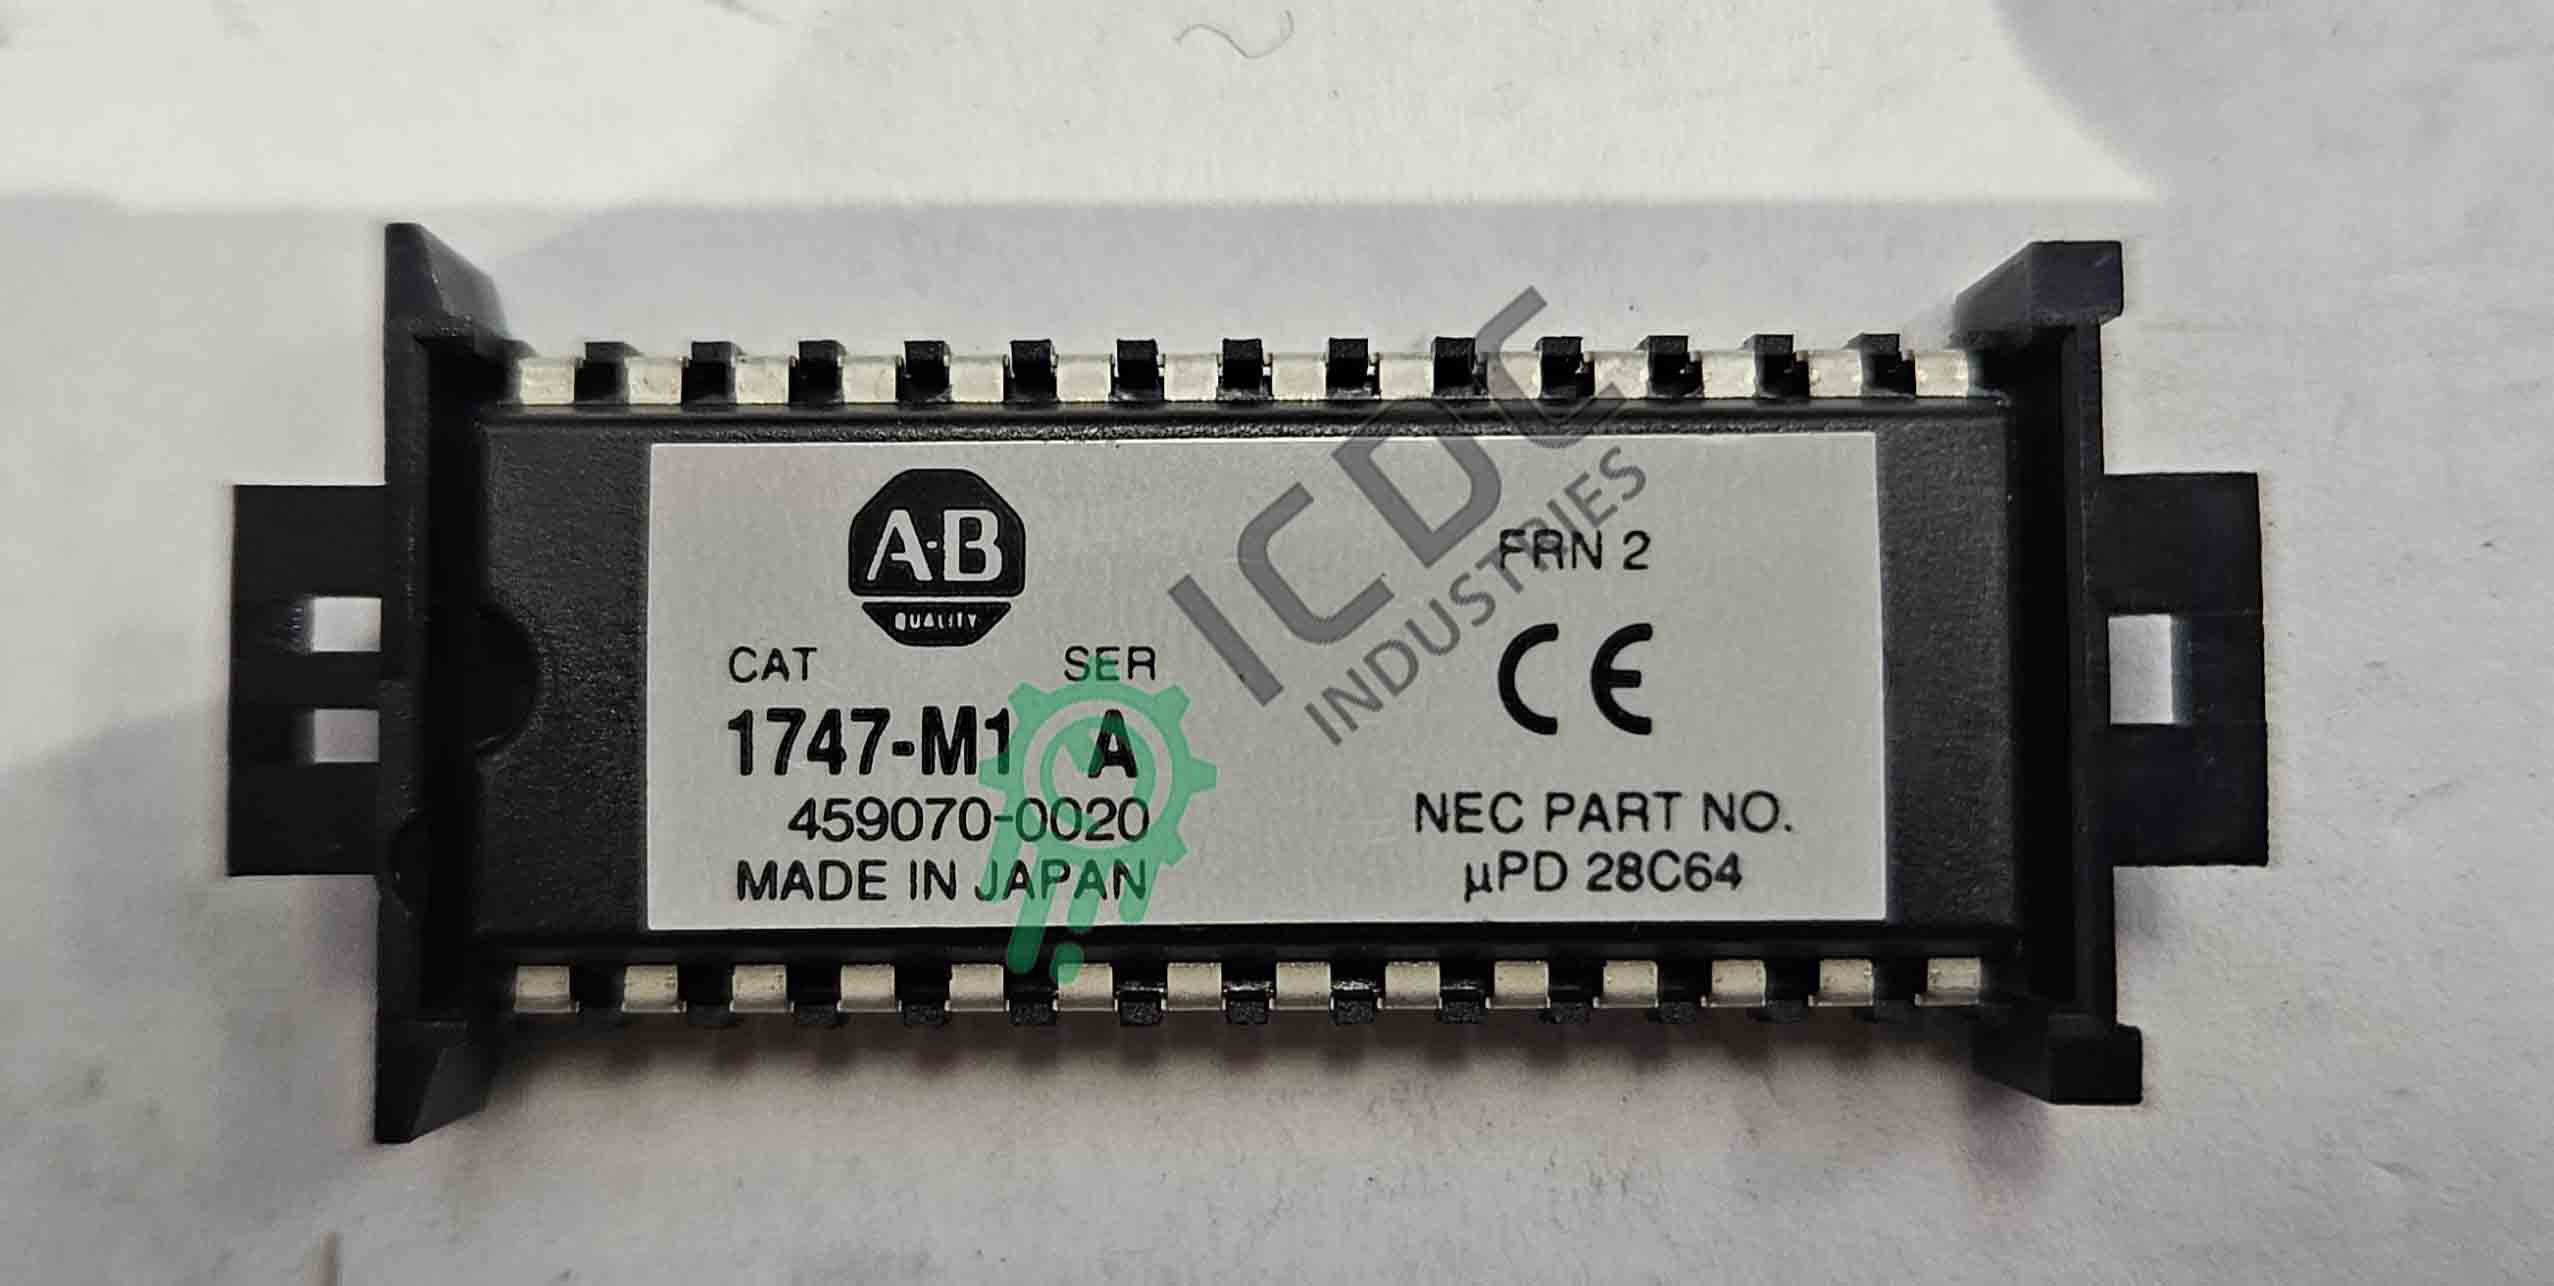 A-B
QUALITY
CAT SER
1747-M1 A
459070-0020
MADE IN JAPAN
FRN 2
CE
NEC PART NO.
µPD 28C64
ICDC
INDUSTRIES